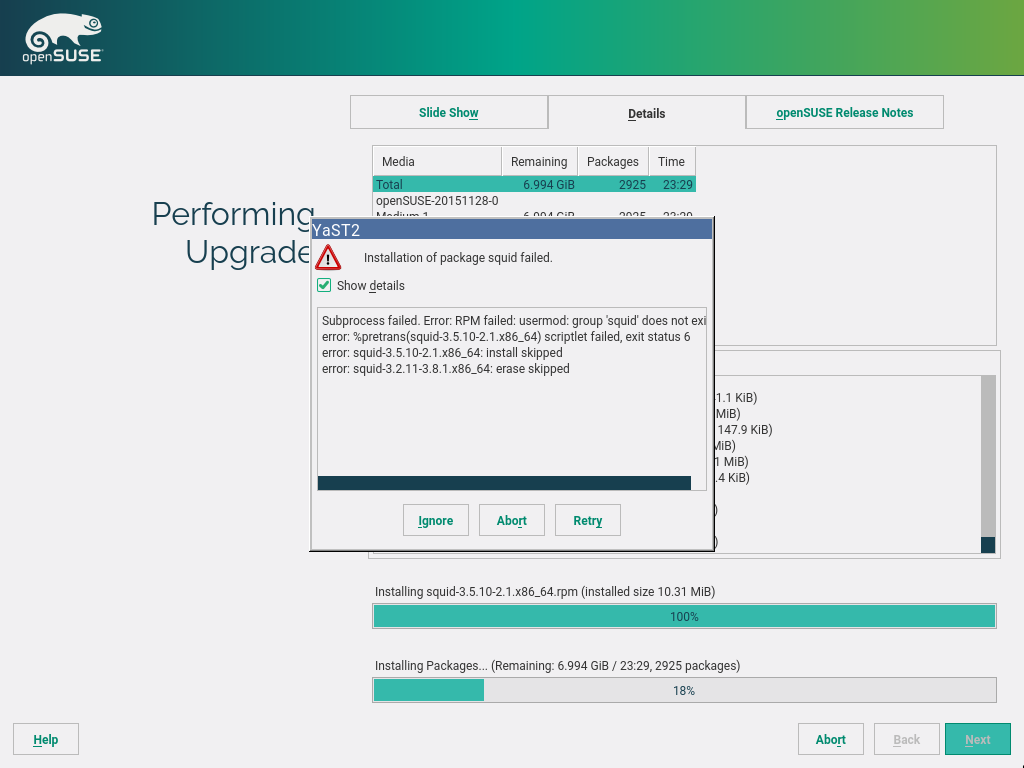 openSUSE
Slide Show
Details
openSUSE Release Notes
Media Remaining Packages Time
Total 6.994 GiB 2925 23:29
openSUSE-20151128-0
Medium 1 6.994 GiB 2925 23:29
Performing
Upgrade
YaST2
Installation of package squid failed.
Show details
Subprocess failed. Error: RPM failed: usermod: group 'squid' does not exi
error: %pretrans(squid-3.5.10-2.1.x86_64) scriptlet failed, exit status 6
error: squid-3.5.10-2.1.x86_64: install skipped
error: squid-3.2.11-3.8.1.x86_64: erase skipped
1.1 KiB)
MiB)
147.9 KiB)
MiB)
1 MiB)
.4 KiB)
)
)
Ignore
Abort
Retry
Installing squid-3.5.10-2.1.x86_64.rpm (installed size 10.31 MiB)
100%
Installing Packages... (Remaining: 6.994 GiB / 23:29, 2925 packages)
18%
Help
Abort
Back
Next